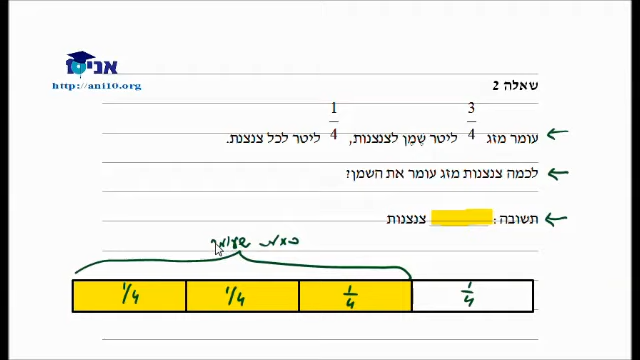 אני10
http://ani10.org
שאלה 2
עומר מזג 3/4 ליטר שֶמֶן לצנצנות, 1/4 ליטר לכל צנצנת.
לכמה צנצנות מזג עומר את השמן?
תשובה: צנצנות
1/4 1/4 1/4 1/4